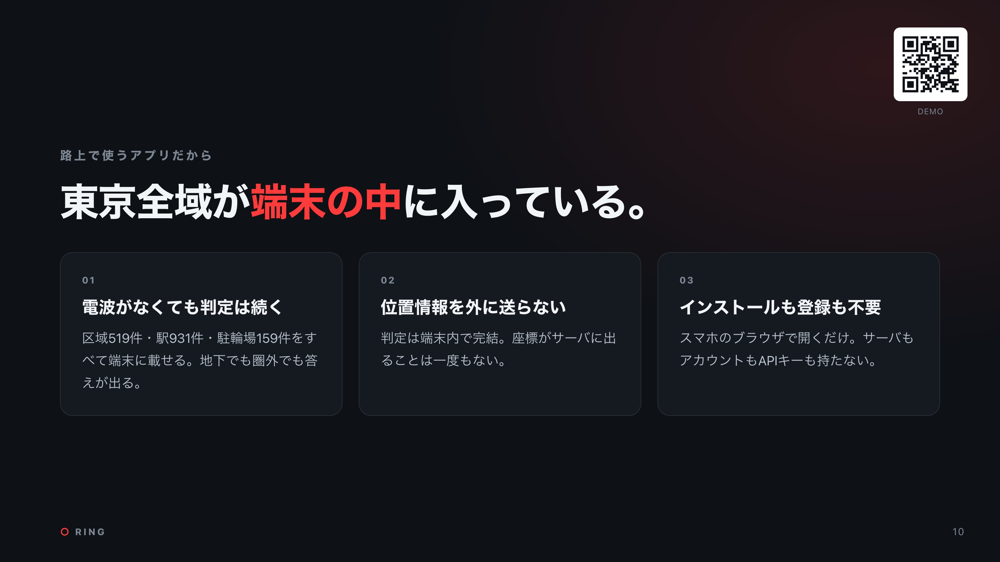 DEMO
路上で使うアプリだから
東京全域が端末の中に入っている。
01
電波がなくても判定は続く
区域519件・駅931件・駐輪場159件をす
べて端末に載せる。地下でも圏外でも答
えが出る。
02
位置情報を外に送らない
判定は端末内で完結。座標がサーバに出
ることは一度もない。
03
インストールも登録も不要
スマホのブラウザで開くだけ。サーバも
アカウントもAPIキーも持たない。
RING
10